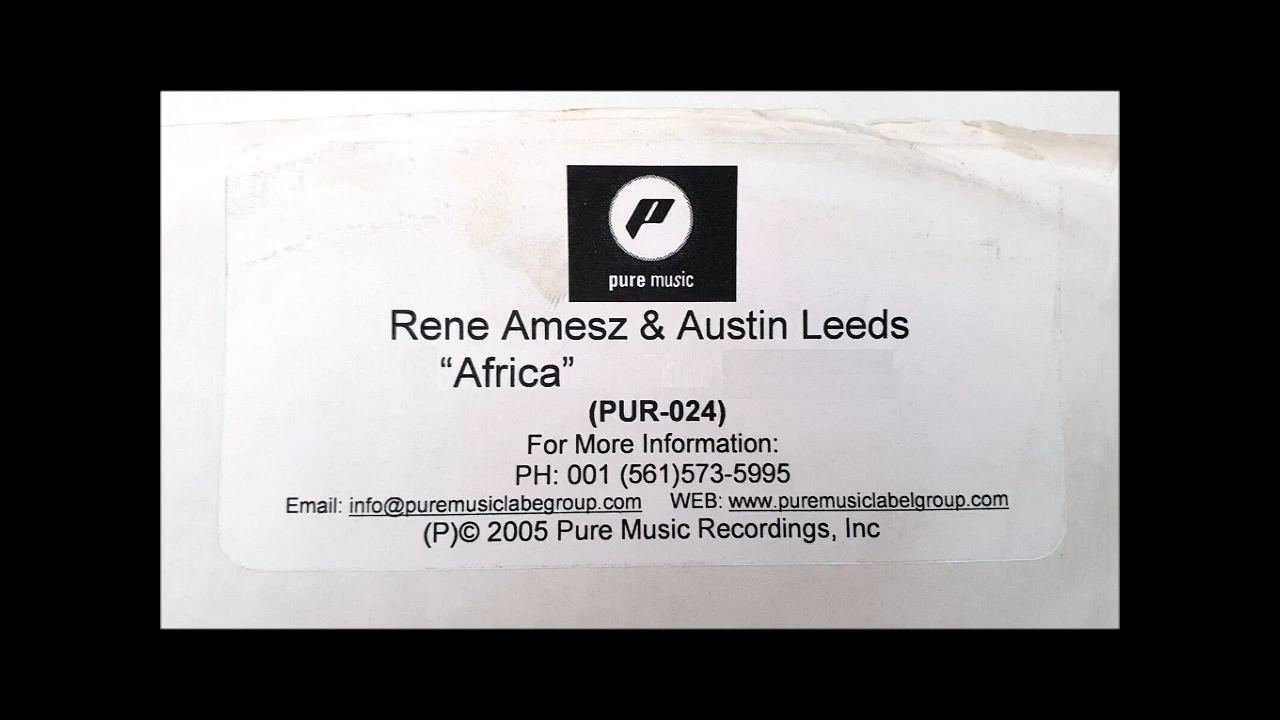 P
pure music
Rene Amesz & Austin Leeds
“Africa”
(PUR-024)
For More Information:
PH: 001 (561)573-5995
Email: info@puremusiclabegroup.com WEB: www.puremusiclabelgroup.com
(P)© 2005 Pure Music Recordings, Inc